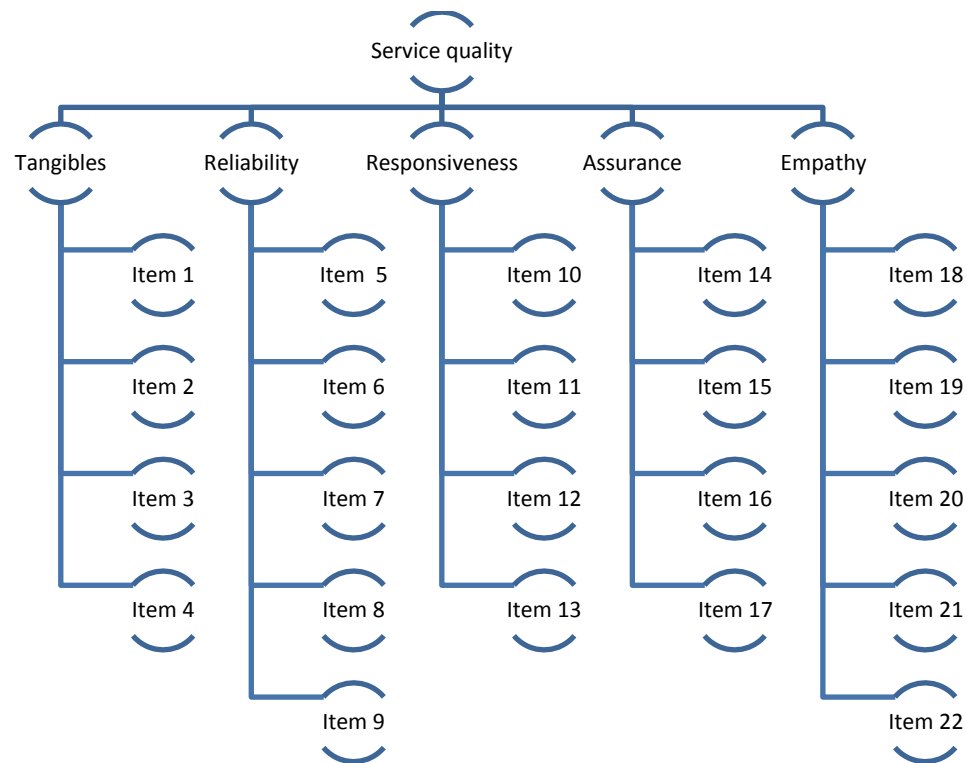 Service quality
Tangibles
Reliability
Responsiveness
Assurance
Empathy
Item 1
Item 5
Item 10
Item 14
Item 18
Item 2
Item 6
Item 11
Item 15
Item 19
Item 3
Item 7
Item 12
Item 16
Item 20
Item 4
Item 8
Item 13
Item 17
Item 21
Item 9
Item 22